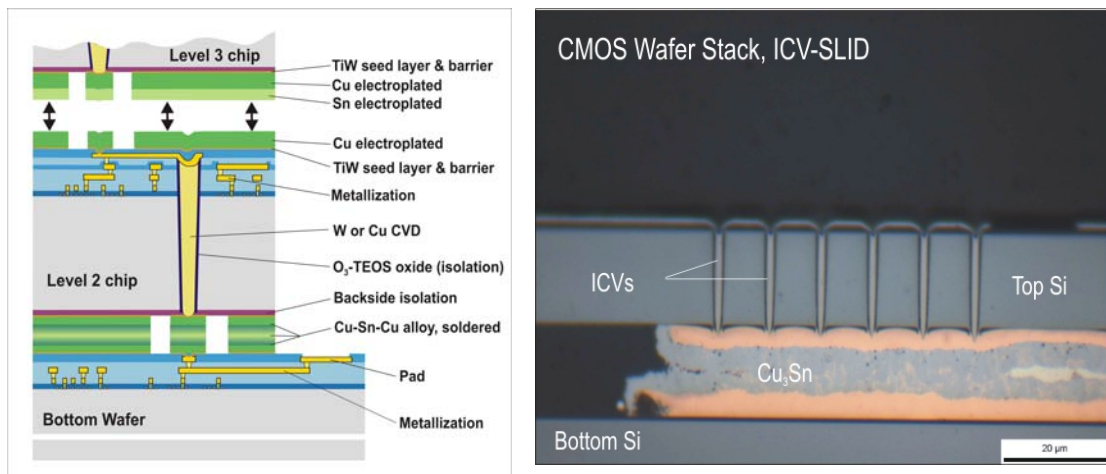 Level 3 chip
TiW seed layer & barrier
Cu electroplated
Sn electroplated
Cu electroplated
TiW seed layer & barrier
Metallization
W or Cu CVD
O₃-TEOS oxide (isolation)
Level 2 chip
Backside isolation
Cu-Sn-Cu alloy, soldered
Pad
Bottom Wafer
Metallization
CMOS Wafer Stack, ICV-SLID
ICVs
Top Si
Cu₃Sn
Bottom Si
20 µm